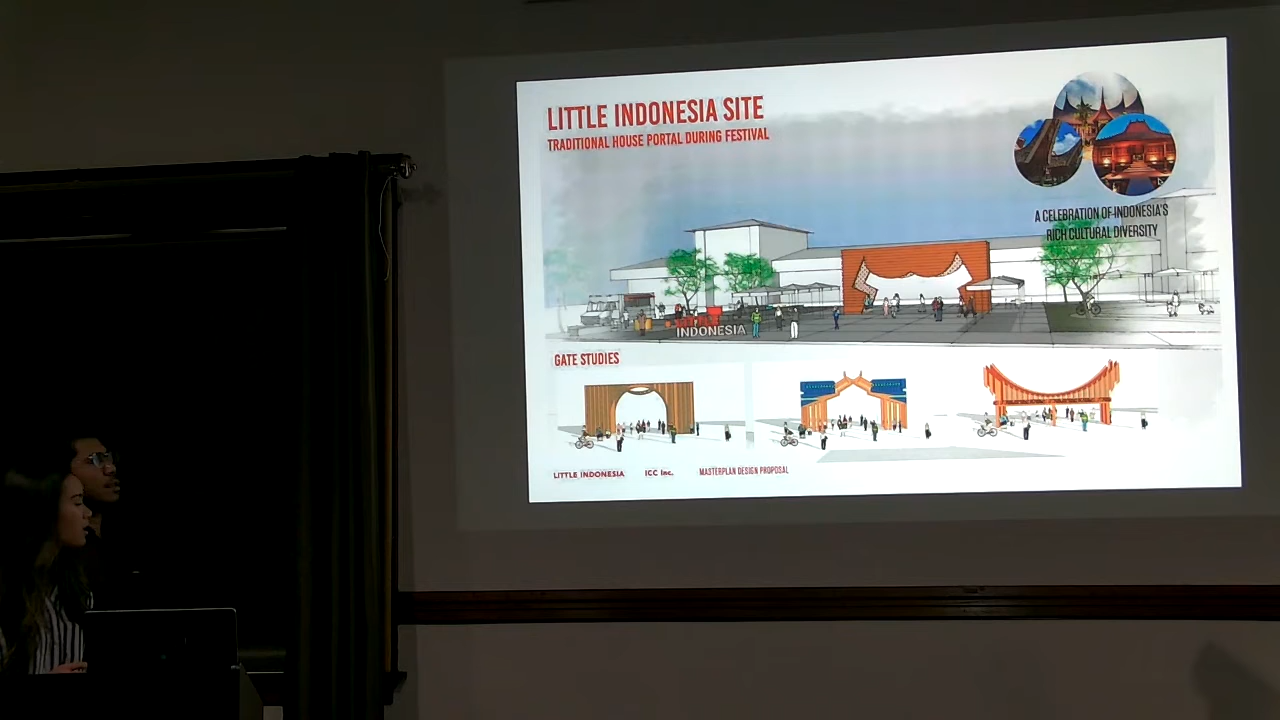 LITTLE INDONESIA SITE
TRADITIONAL HOUSE PORTAL DURING FESTIVAL
A CELEBRATION OF INDONESIA'S
RICH CULTURAL DIVERSITY
LITTLE
INDONESIA
GATE STUDIES
LITTLE INDONESIA ICC Inc. MASTERPLAN DESIGN PROPOSAL